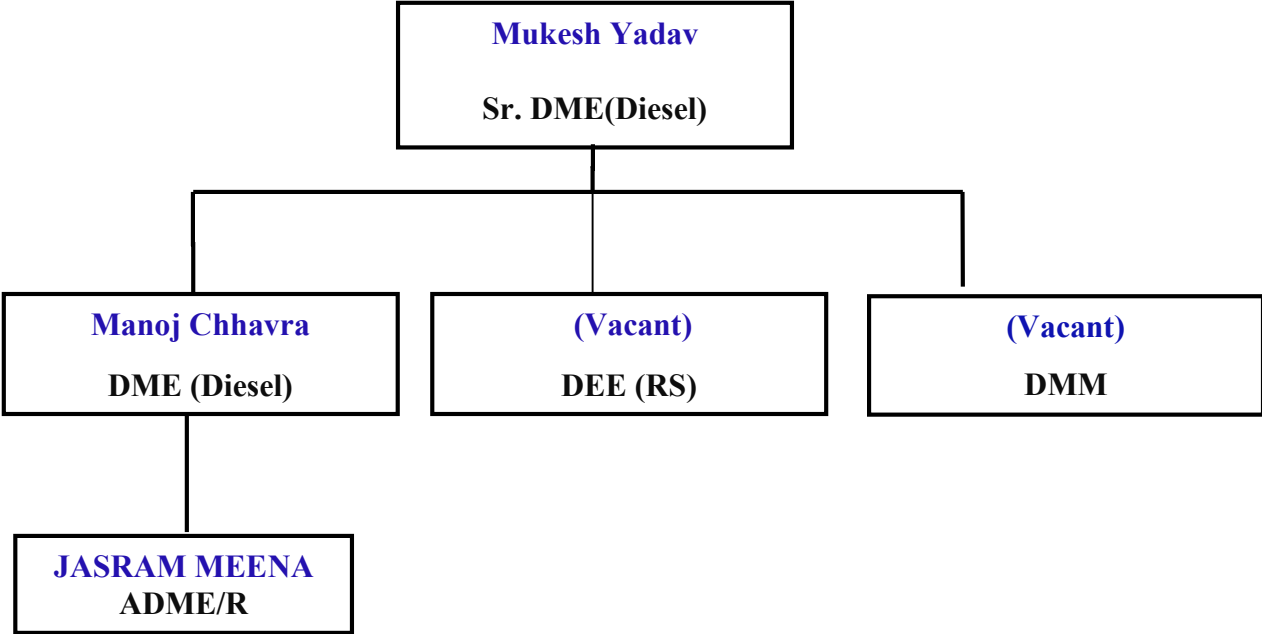 Mukesh Yadav
Sr. DME(Diesel)
Manoj Chhavra
DME (Diesel)
(Vacant)
DEE (RS)
(Vacant)
DMM
JASRAM MEENA
ADME/R